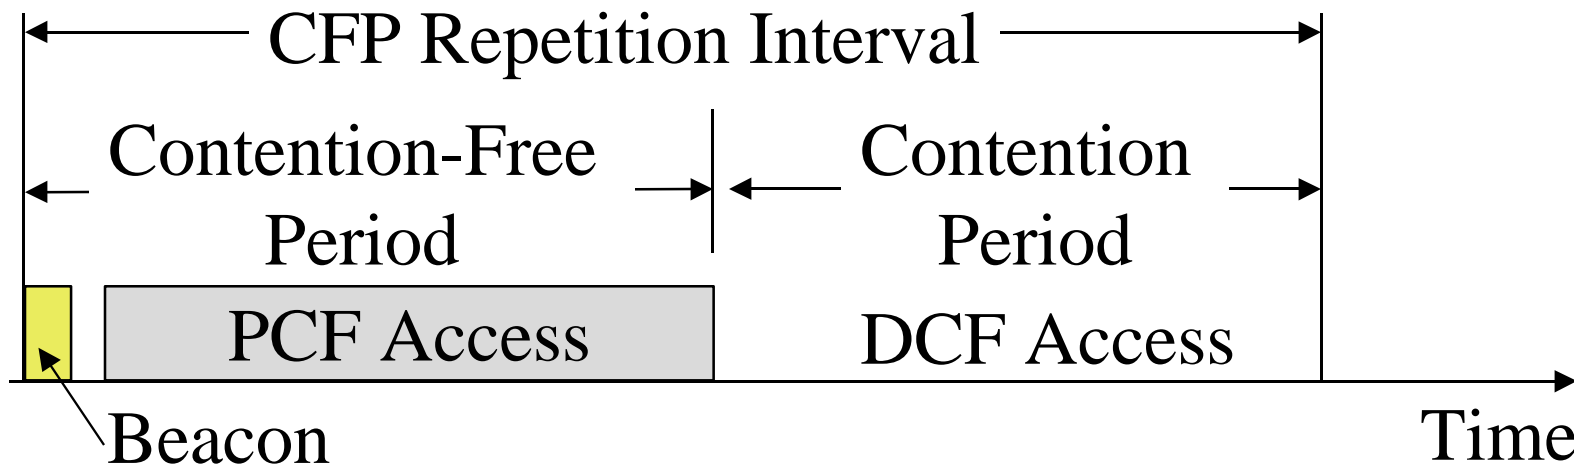 CFP Repetition Interval
Contention-Free
Period
Contention
Period
PCF Access
DCF Access
Beacon
Time